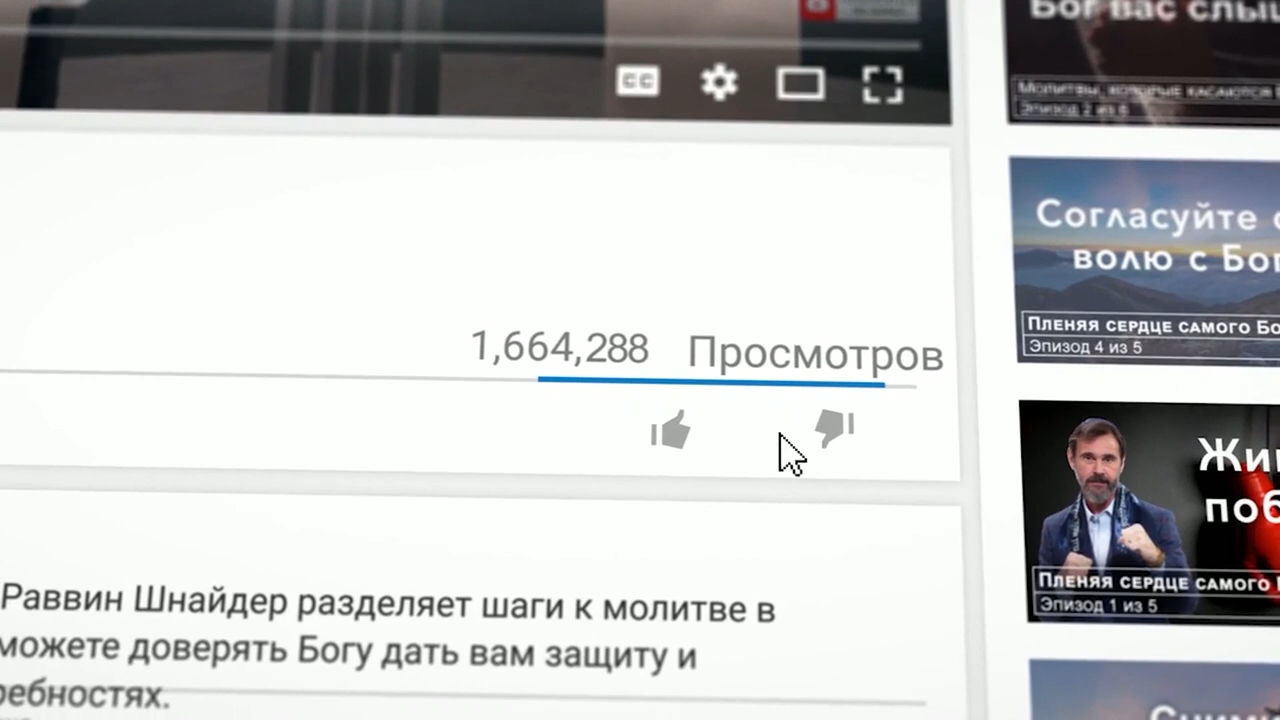 CC
1,664,288 Просмотров
Раввин Шнайдер разделяет шаги к молитве в
можете доверять Богу дать вам защиту и
ребностях.
Бог вас слыш
Молитвы, которые касаются
Эпизод 2 из 6
Согласуйте с
волю с Бог
Пленяя сердце самого Бо
Эпизод 4 из 5
Жи
поб
Пленяя сердце самого
Эпизод 1 из 5